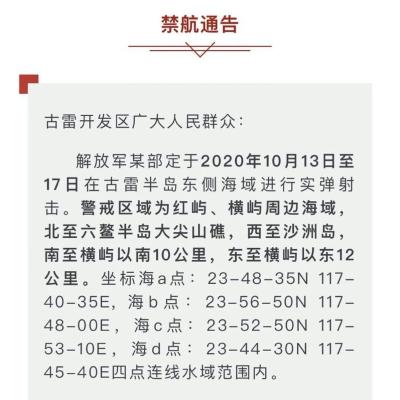 禁航通告
古雷开发区广大人民群众：
解放军某部定于2020年10月13日至
17日在古雷半岛东侧海域进行实弹射
击。警戒区域为红屿、横屿周边海域，
北至六鳌半岛大尖山礁，西至沙洲岛，
南至横屿以南10公里，东至横屿以东12
公里。坐标海a点：23-48-35N 117-
40-35E，海b点：23-56-50N 117-
48-00E，海c点：23-52-50N 117-
53-10E，海d点：23-44-30N 117-
45-40E四点连线水域范围内。